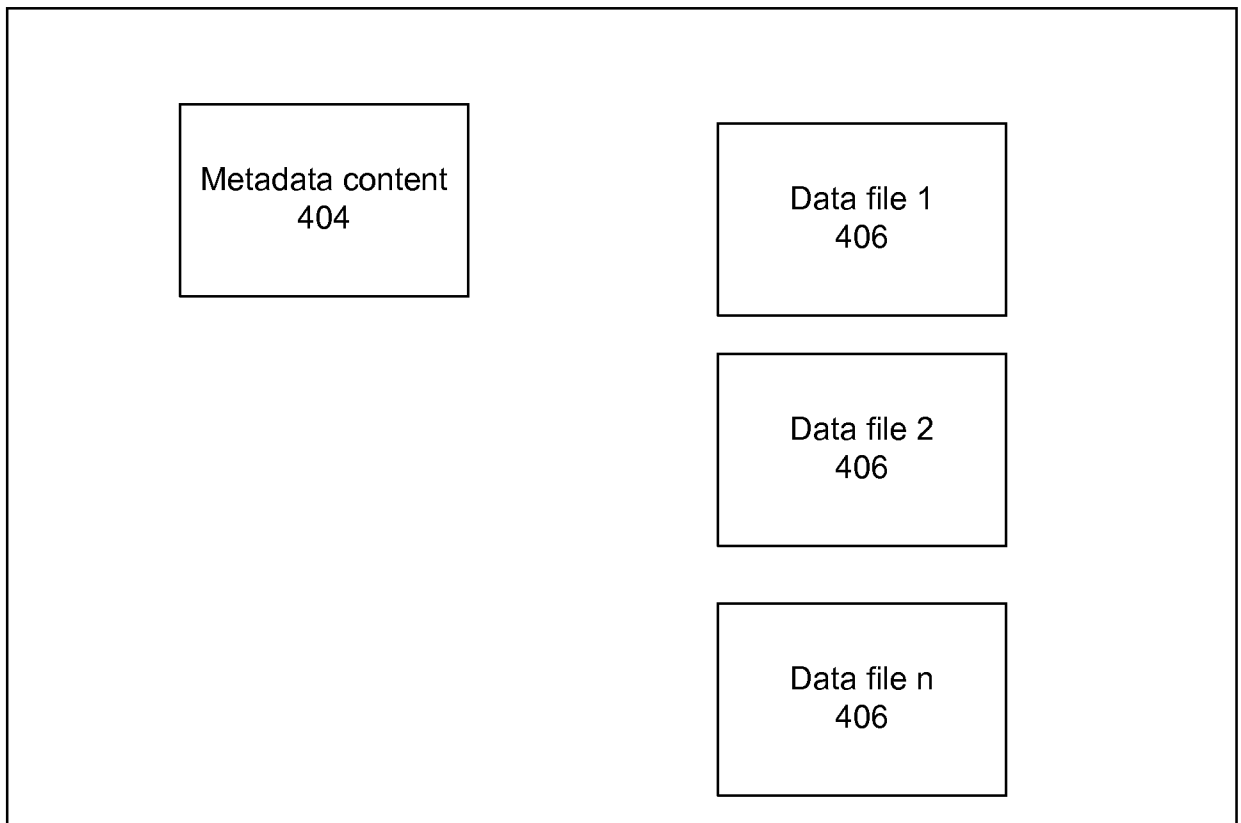 Metadata content
404
Data file 1
406
Data file 2
406
Data file n
406